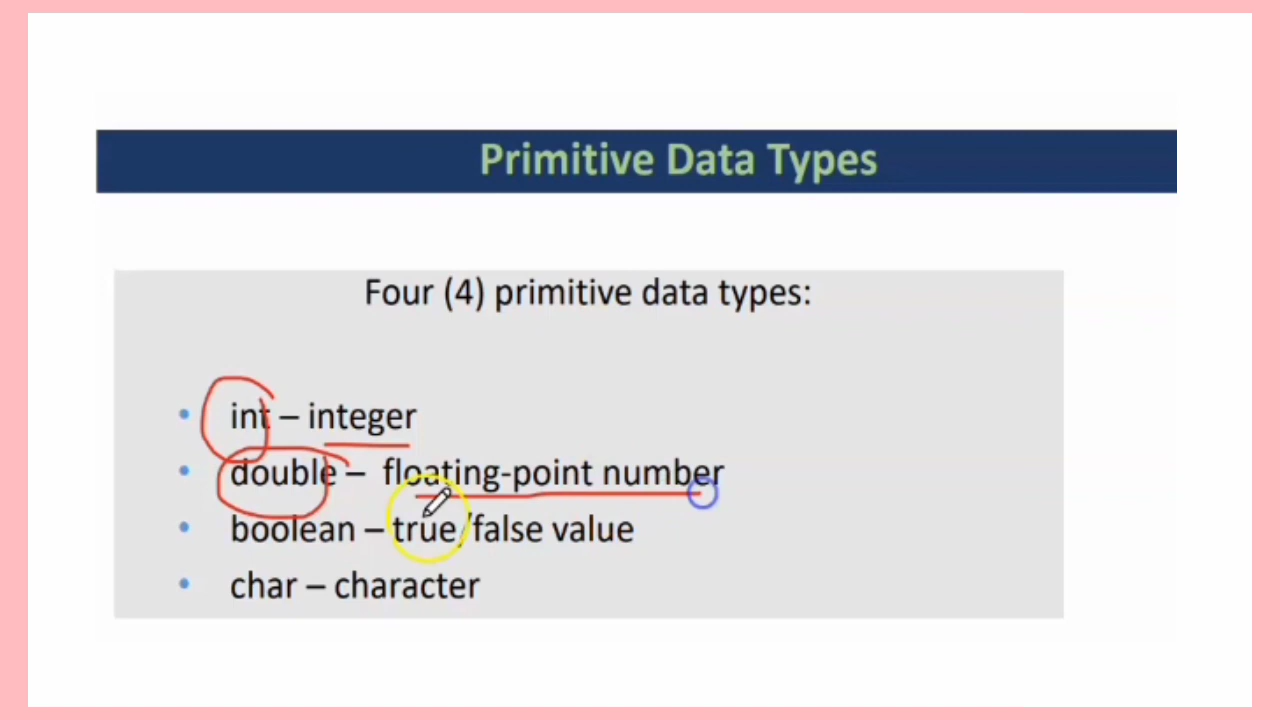 Primitive Data Types
Four (4) primitive data types:
• int – integer
• double – floating-point number
• boolean – true/false value
• char – character